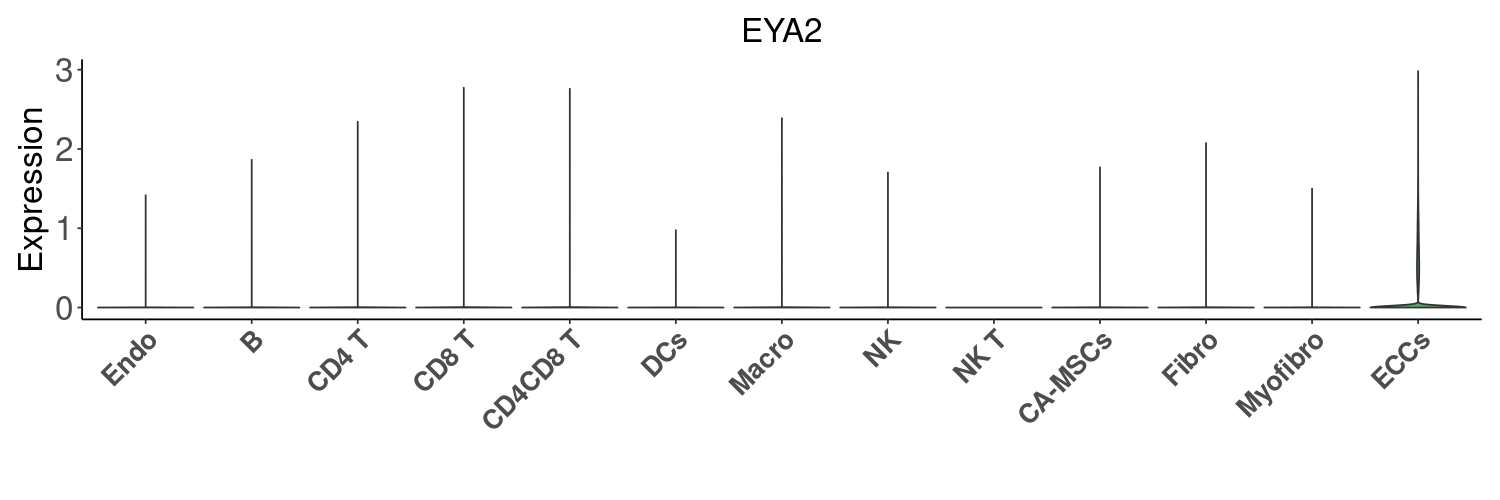 EYA2
Expression
3
2
1
0
Endo
B
CD4 T
CD8 T
CD4CD8 T
DCs
Macro
NK
NK T
CA-MSCs
Fibro
Myofibro
ECCs